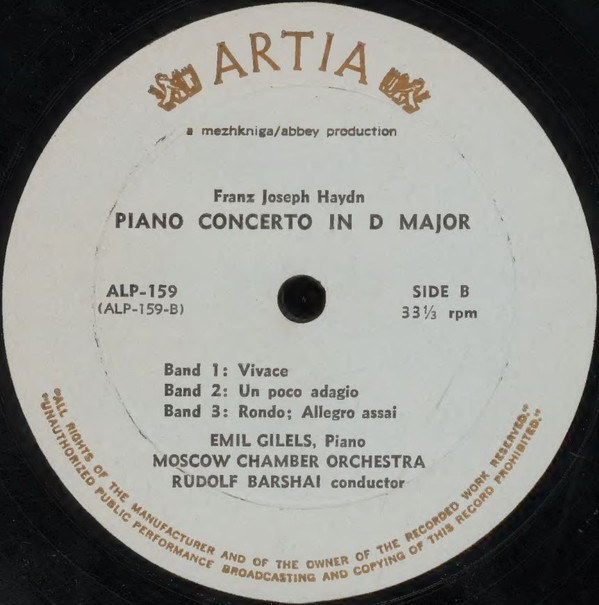 ARTIA
a mezhkniga/abbey production
Franz Joseph Haydn
PIANO CONCERTO IN D MAJOR
ALP-159
(ALP-159-B)
SIDE B
33⅓ rpm
Band 1: Vivace
Band 2: Un poco adagio
Band 3: Rondo; Allegro assai
EMIL GILELS, Piano
MOSCOW CHAMBER ORCHESTRA
RUDOLF BARSHAI conductor
"ALL RIGHTS OF THE MANUFACTURER AND OF THE OWNER OF THE RECORDED WORK RESERVED."
"UNAUTHORIZED PUBLIC PERFORMANCE BROADCASTING AND COPYING OF THIS RECORD PROHIBITED."